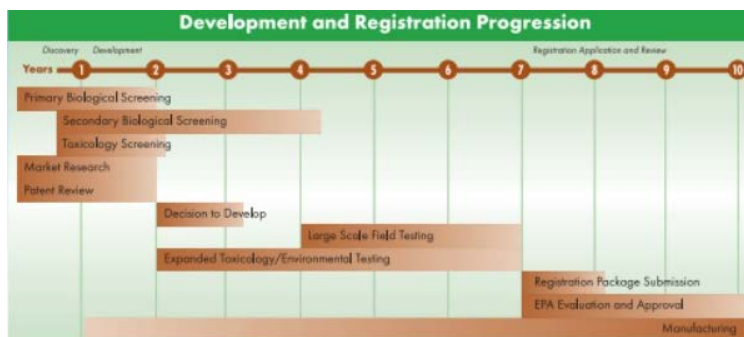 Development and Registration Progression
Discovery Development Registration Application and Review
Years 1 2 3 4 5 6 7 8 9 10
Primary Biological Screening
Secondary Biological Screening
Toxicology Screening
Market Research
Patent Review
Decision to Develop
Large Scale Field Testing
Expanded Toxicology/Environmental Testing
Registration Package Submission
EPA Evaluation and Approval
Manufacturing